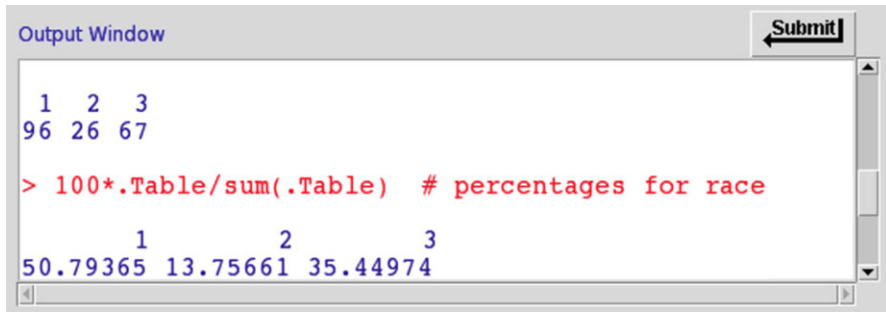 Output Window
Submit
1 2 3
96 26 67
> 100*.Table/sum(.Table) # percentages for race
1 2 3
50.79365 13.75661 35.44974